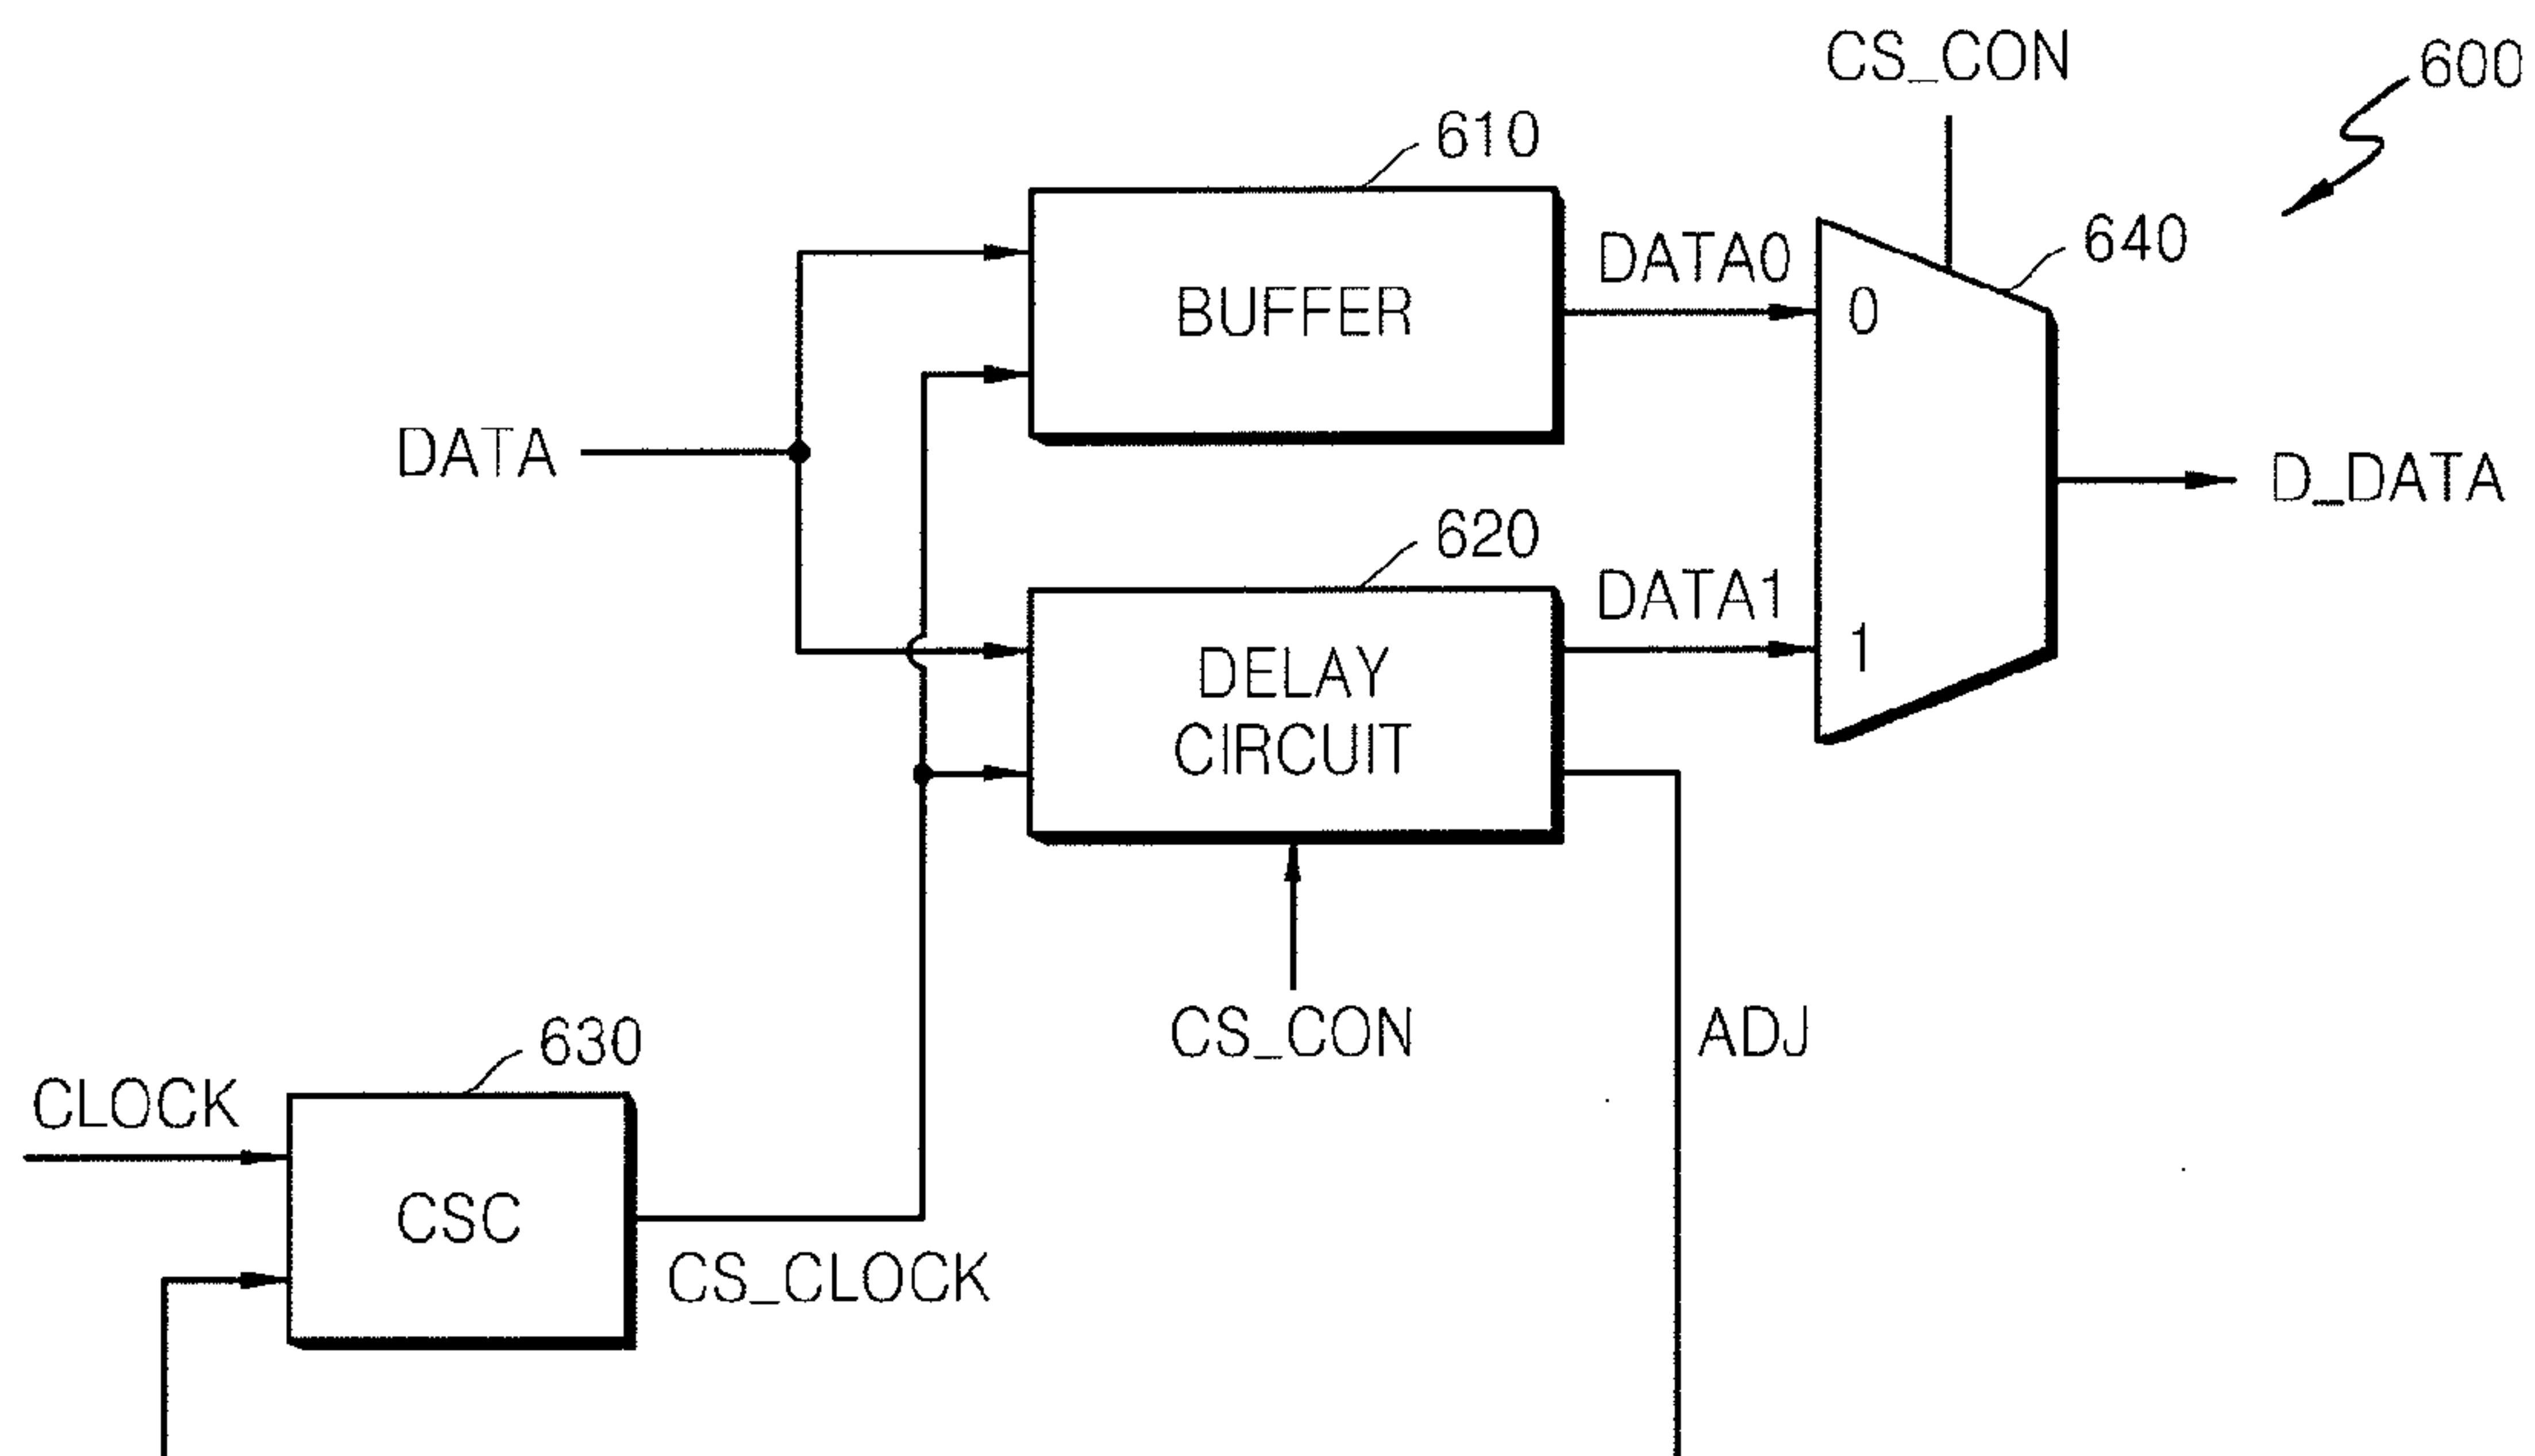 CS_CON
600
610
BUFFER
DATA0
640
0
DATA
D_DATA
620
DATA1
1
DELAY
CIRCUIT
CS_CON
ADJ
630
CLOCK
CSC
CS_CLOCK